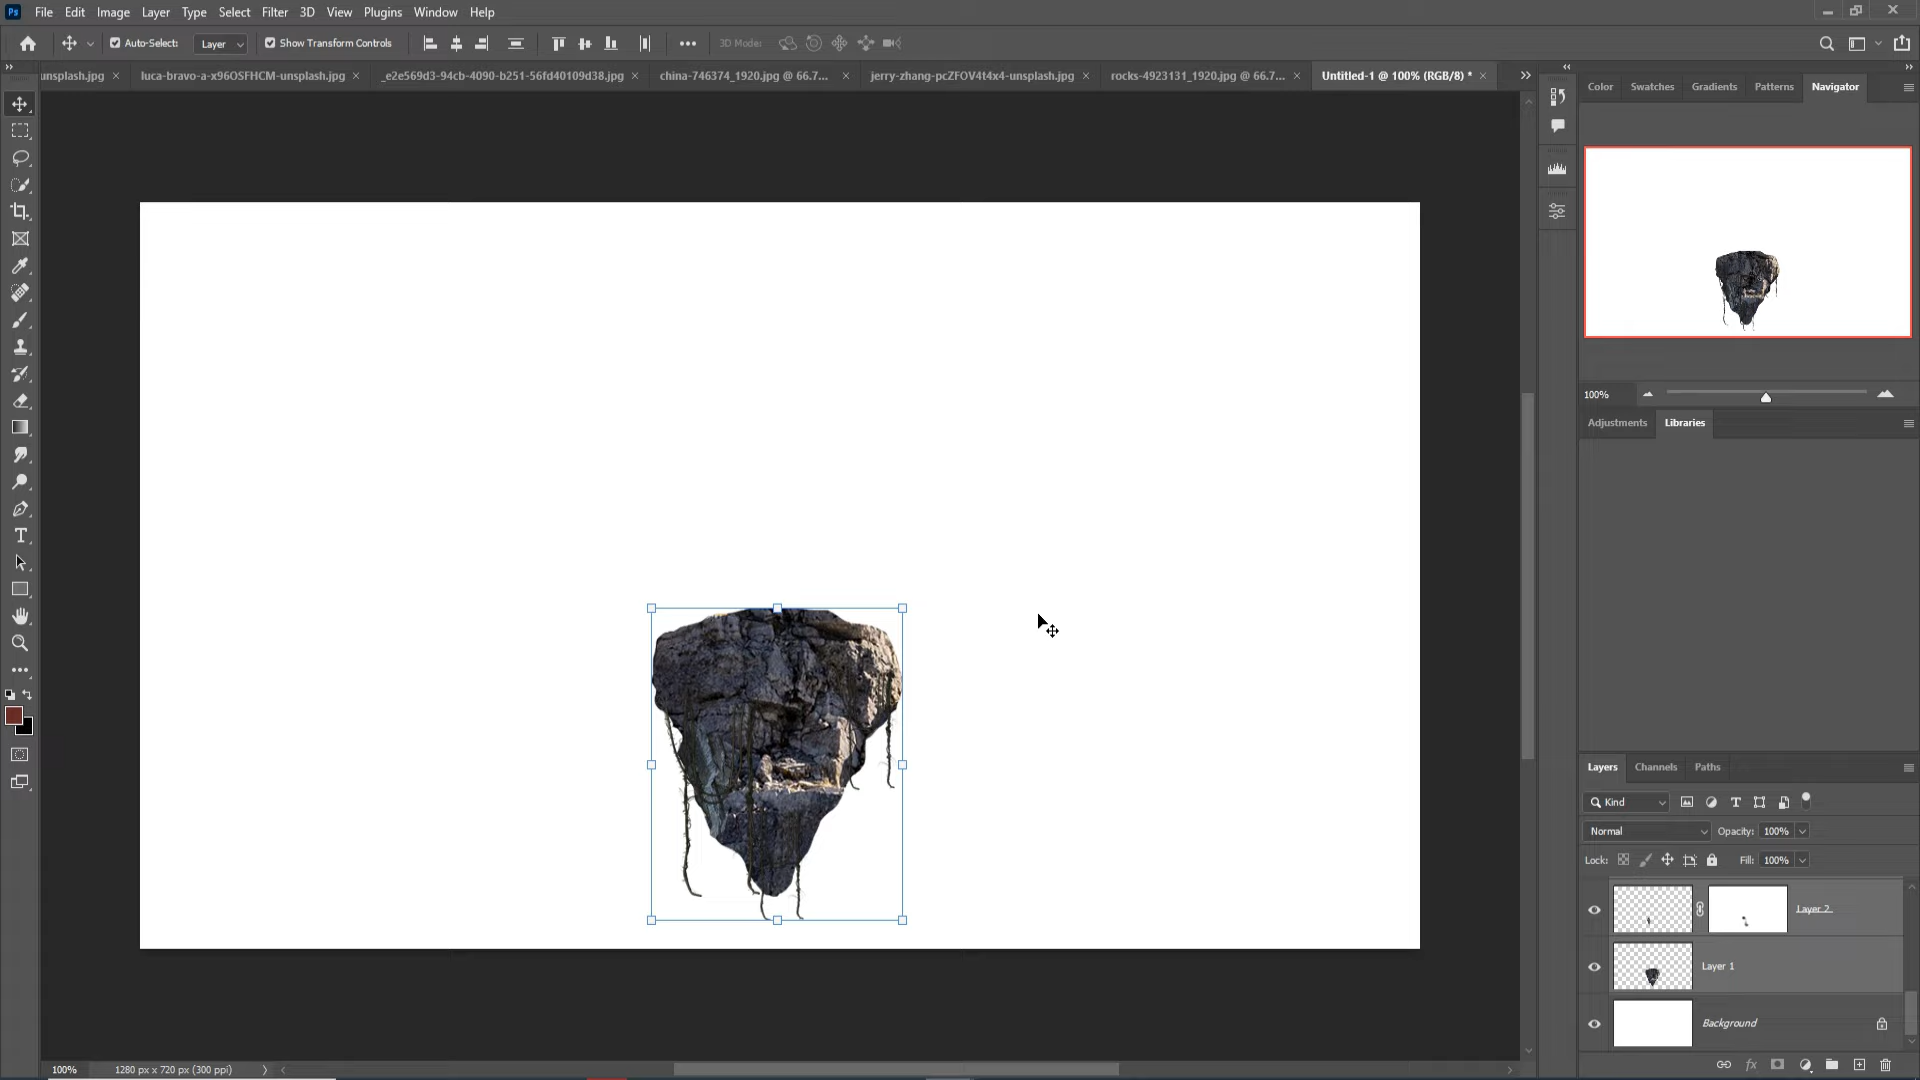 Ps File Edit Image Layer Type Select Filter 3D View Plugins Window Help
Auto-Select: Layer Show Transform Controls 3D Mode:
unsplash.jpg luca-bravo-a-x96OSFHCM-unsplash.jpg _e2e569d3-94cb-4090-b251-56fd40109d38.jpg china-746374_1920.jpg @ 66.7... jerry-zhang-pcZFOV4t4x4-unsplash.jpg rocks-4923131_1920.jpg @ 66.7... Untitled-1 @ 100% (RGB/8) *
Color Swatches Gradients Patterns Navigator
100%
Adjustments Libraries
Layers Channels Paths
Kind
Normal Opacity: 100%
Lock: Fill: 100%
Layer 2
Layer 1
Background
100% 1280 px x 720 px (300 ppi)